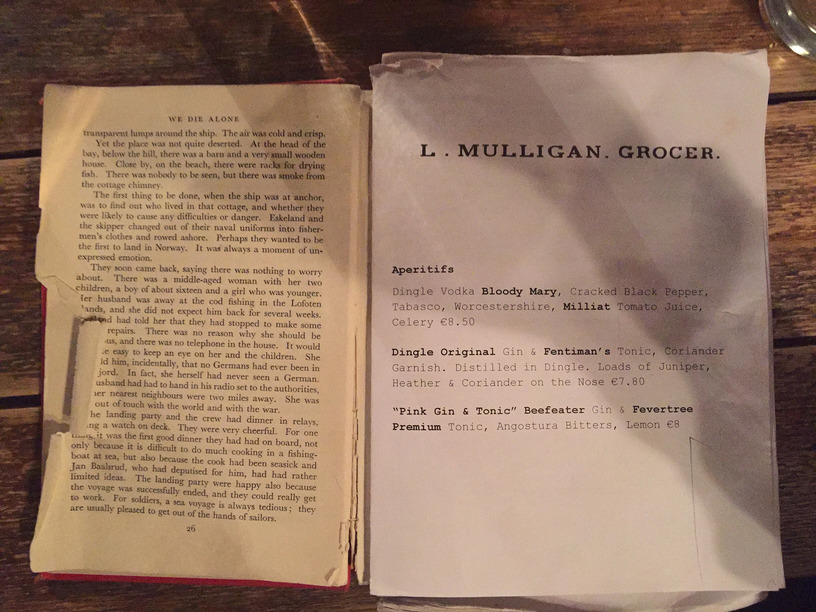 WE DIE ALONE
transparent lumps around the ship. The air was cold and crisp.
Yet the place was not quite deserted. At the head of the
bay, below the hill, there was a barn and a very small wooden
house. Close by, on the beach, there were racks for drying
fish. There was nobody to be seen, but there was smoke from
the cottage chimney.
The first thing to be done, when the ship was at anchor,
was to find out who lived in that cottage, and whether they
were likely to cause any difficulties or danger. Eskeland and
the skipper changed out of their naval uniforms into fisher-
men's clothes and rowed ashore. Perhaps they wanted to be
the first to land in Norway. It was always a moment of un-
expressed emotion.
They soon came back, saying there was nothing to worry
about. There was a middle-aged woman with her two
children, a boy of about sixteen and a girl who was younger.
Her husband was away at the cod fishing in the Lofoten
and she did not expect him back for several weeks.
had told her that they had stopped to make some
repairs. There was no reason why she should be
and there was no telephone in the house. It would
easy to keep an eye on her and the children. She
him, incidentally, that no Germans had ever been in
In fact, she herself had never seen a German.
had had to hand in his radio set to the authorities,
nearest neighbours were two miles away. She was
out of touch with the world and with the war.
he landing party and the crew had dinner in relays,
a watch on deck. They were very cheerful. For one
it was the first good dinner they had had on board, not
only because it is difficult to do much cooking in a fishing-
boat at sea, but also because the cook had been seasick and
Jan Baalsrud, who had deputised for him, had had rather
limited ideas. The landing party were happy also because
the voyage was successfully ended, and they could really get
to work. For soldiers, a sea voyage is always tedious; they
are usually pleased to get out of the hands of sailors.
26
L . MULLIGAN. GROCER.
Aperitifs
Dingle Vodka Bloody Mary, Cracked Black Pepper,
Tabasco, Worcestershire, Milliat Tomato Juice,
Celery €8.50
Dingle Original Gin & Fentiman's Tonic, Coriander
Garnish. Distilled in Dingle. Loads of Juniper,
Heather & Coriander on the Nose €7.80
"Pink Gin & Tonic" Beefeater Gin & Fevertree
Premium Tonic, Angostura Bitters, Lemon €8